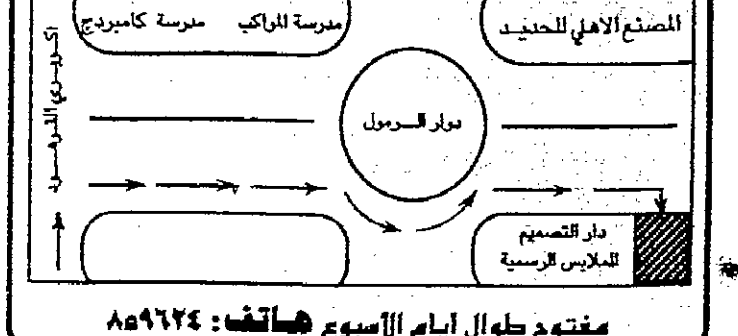 المصنع الأهلي للحديد
مدرسة المواكب
مدرسة كامبردج
دوار الرمول
دار التصميم
للملابس الرسمية
مفتوح طوال أيام الأسبوع هاتف: ٨٥٩٦٢٤